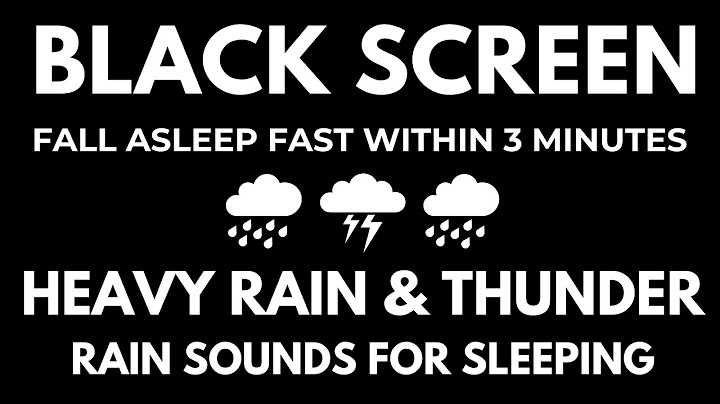 BLACK SCREEN
FALL ASLEEP FAST WITHIN 3 MINUTES
HEAVY RAIN & THUNDER
RAIN SOUNDS FOR SLEEPING